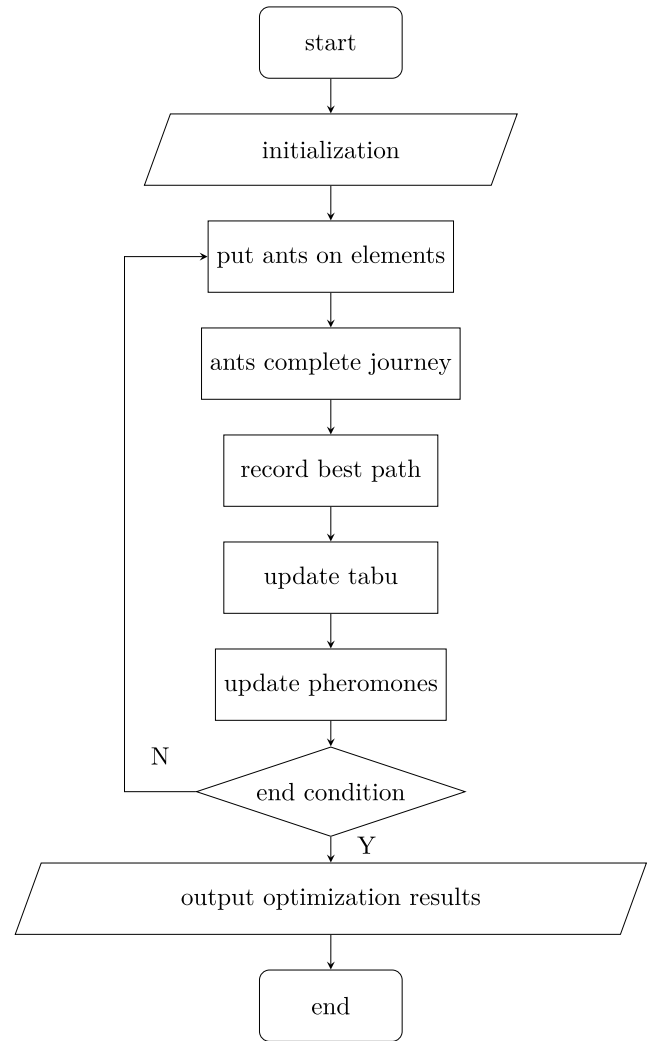 start
initialization
put ants on elements
ants complete journey
record best path
update tabu
update pheromones
N
end condition
Y
output optimization results
end